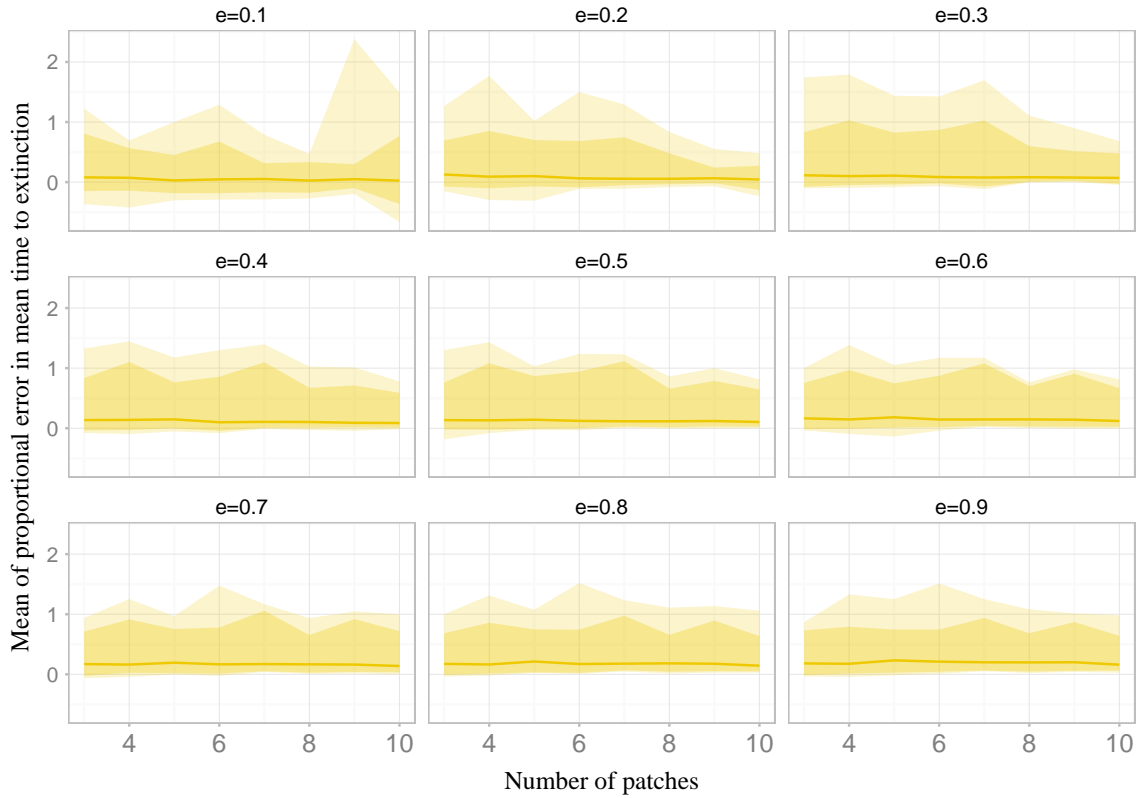 e=0.1 e=0.2 e=0.3
2
1
0
e=0.4 e=0.5 e=0.6
2
1
0
e=0.7 e=0.8 e=0.9
2
1
0
4 6 8 10 4 6 8 10 4 6 8 10
Number of patches
Mean of proportional error in mean time to extinction